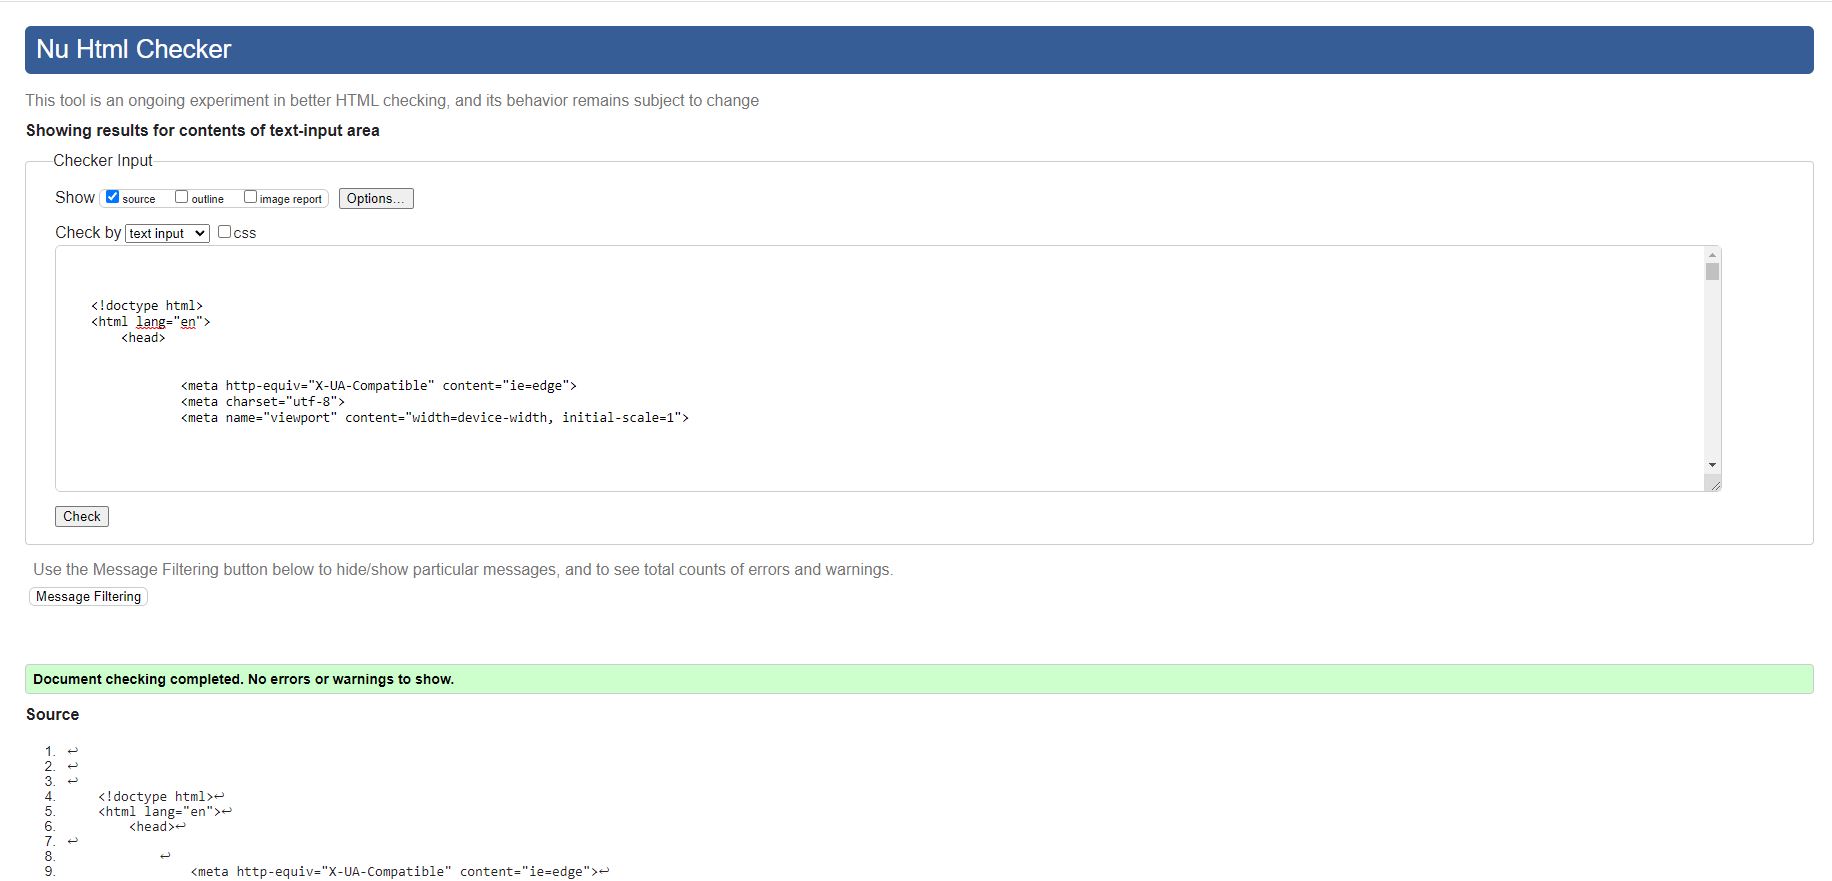 Nu Html Checker
This tool is an ongoing experiment in better HTML checking, and its behavior remains subject to change
Showing results for contents of text-input area
Checker Input
Show source outline image report Options...
Check by text input css
<!doctype html>
<html lang="en">
<head>
<meta http-equiv="X-UA-Compatible" content="ie=edge">
<meta charset="utf-8">
<meta name="viewport" content="width=device-width, initial-scale=1">
Check
Use the Message Filtering button below to hide/show particular messages, and to see total counts of errors and warnings.
Message Filtering
Document checking completed. No errors or warnings to show.
Source
1. ↩
2. ↩
3. ↩
4. <!doctype html>↩
5. <html lang="en">↩
6. <head>↩
7. ↩
8. ↩
9. <meta http-equiv="X-UA-Compatible" content="ie=edge">↩